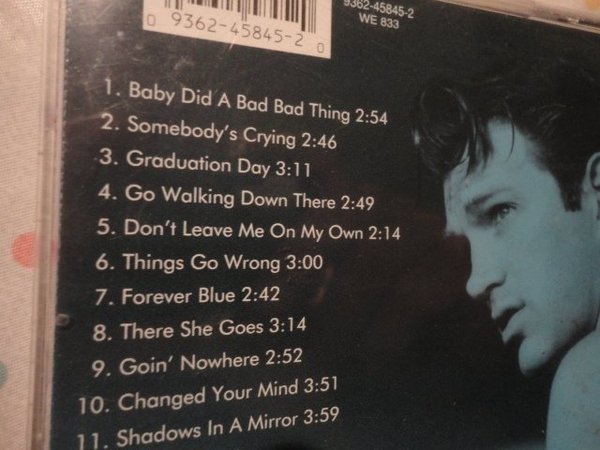 0 9362-45845-2 0
9362-45845-2
WE 833
1. Baby Did A Bad Bad Thing 2:54
2. Somebody's Crying 2:46
3. Graduation Day 3:11
4. Go Walking Down There 2:49
5. Don't Leave Me On My Own 2:14
6. Things Go Wrong 3:00
7. Forever Blue 2:42
8. There She Goes 3:14
9. Goin' Nowhere 2:52
10. Changed Your Mind 3:51
11. Shadows In A Mirror 3:59